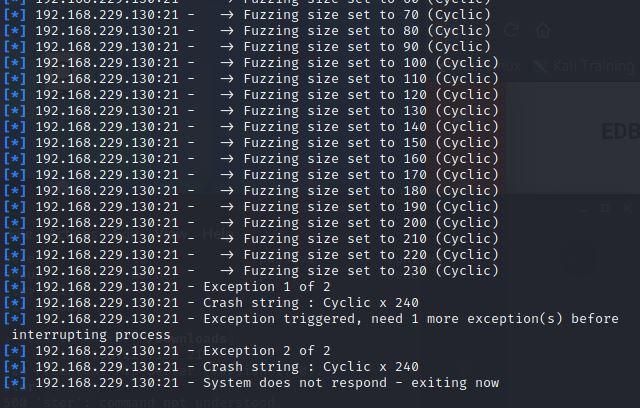 [*] 192.168.229.130:21 -   → Fuzzing size set to 60 (Cyclic)
[*] 192.168.229.130:21 -   → Fuzzing size set to 70 (Cyclic)
[*] 192.168.229.130:21 -   → Fuzzing size set to 80 (Cyclic)
[*] 192.168.229.130:21 -   → Fuzzing size set to 90 (Cyclic)
[*] 192.168.229.130:21 -   → Fuzzing size set to 100 (Cyclic)
[*] 192.168.229.130:21 -   → Fuzzing size set to 110 (Cyclic)
[*] 192.168.229.130:21 -   → Fuzzing size set to 120 (Cyclic)
[*] 192.168.229.130:21 -   → Fuzzing size set to 130 (Cyclic)
[*] 192.168.229.130:21 -   → Fuzzing size set to 140 (Cyclic)
[*] 192.168.229.130:21 -   → Fuzzing size set to 150 (Cyclic)
[*] 192.168.229.130:21 -   → Fuzzing size set to 160 (Cyclic)
[*] 192.168.229.130:21 -   → Fuzzing size set to 170 (Cyclic)
[*] 192.168.229.130:21 -   → Fuzzing size set to 180 (Cyclic)
[*] 192.168.229.130:21 -   → Fuzzing size set to 190 (Cyclic)
[*] 192.168.229.130:21 -   → Fuzzing size set to 200 (Cyclic)
[*] 192.168.229.130:21 -   → Fuzzing size set to 210 (Cyclic)
[*] 192.168.229.130:21 -   → Fuzzing size set to 220 (Cyclic)
[*] 192.168.229.130:21 -   → Fuzzing size set to 230 (Cyclic)
[*] 192.168.229.130:21 - Exception 1 of 2
[*] 192.168.229.130:21 - Crash string : Cyclic x 240
[*] 192.168.229.130:21 - Exception triggered, need 1 more exception(s) before
interrupting process
[*] 192.168.229.130:21 - Exception 2 of 2
[*] 192.168.229.130:21 - Crash string : Cyclic x 240
[*] 192.168.229.130:21 - System does not respond - exiting now
Kali Training
EDB
Help
500 'stor': command not understood